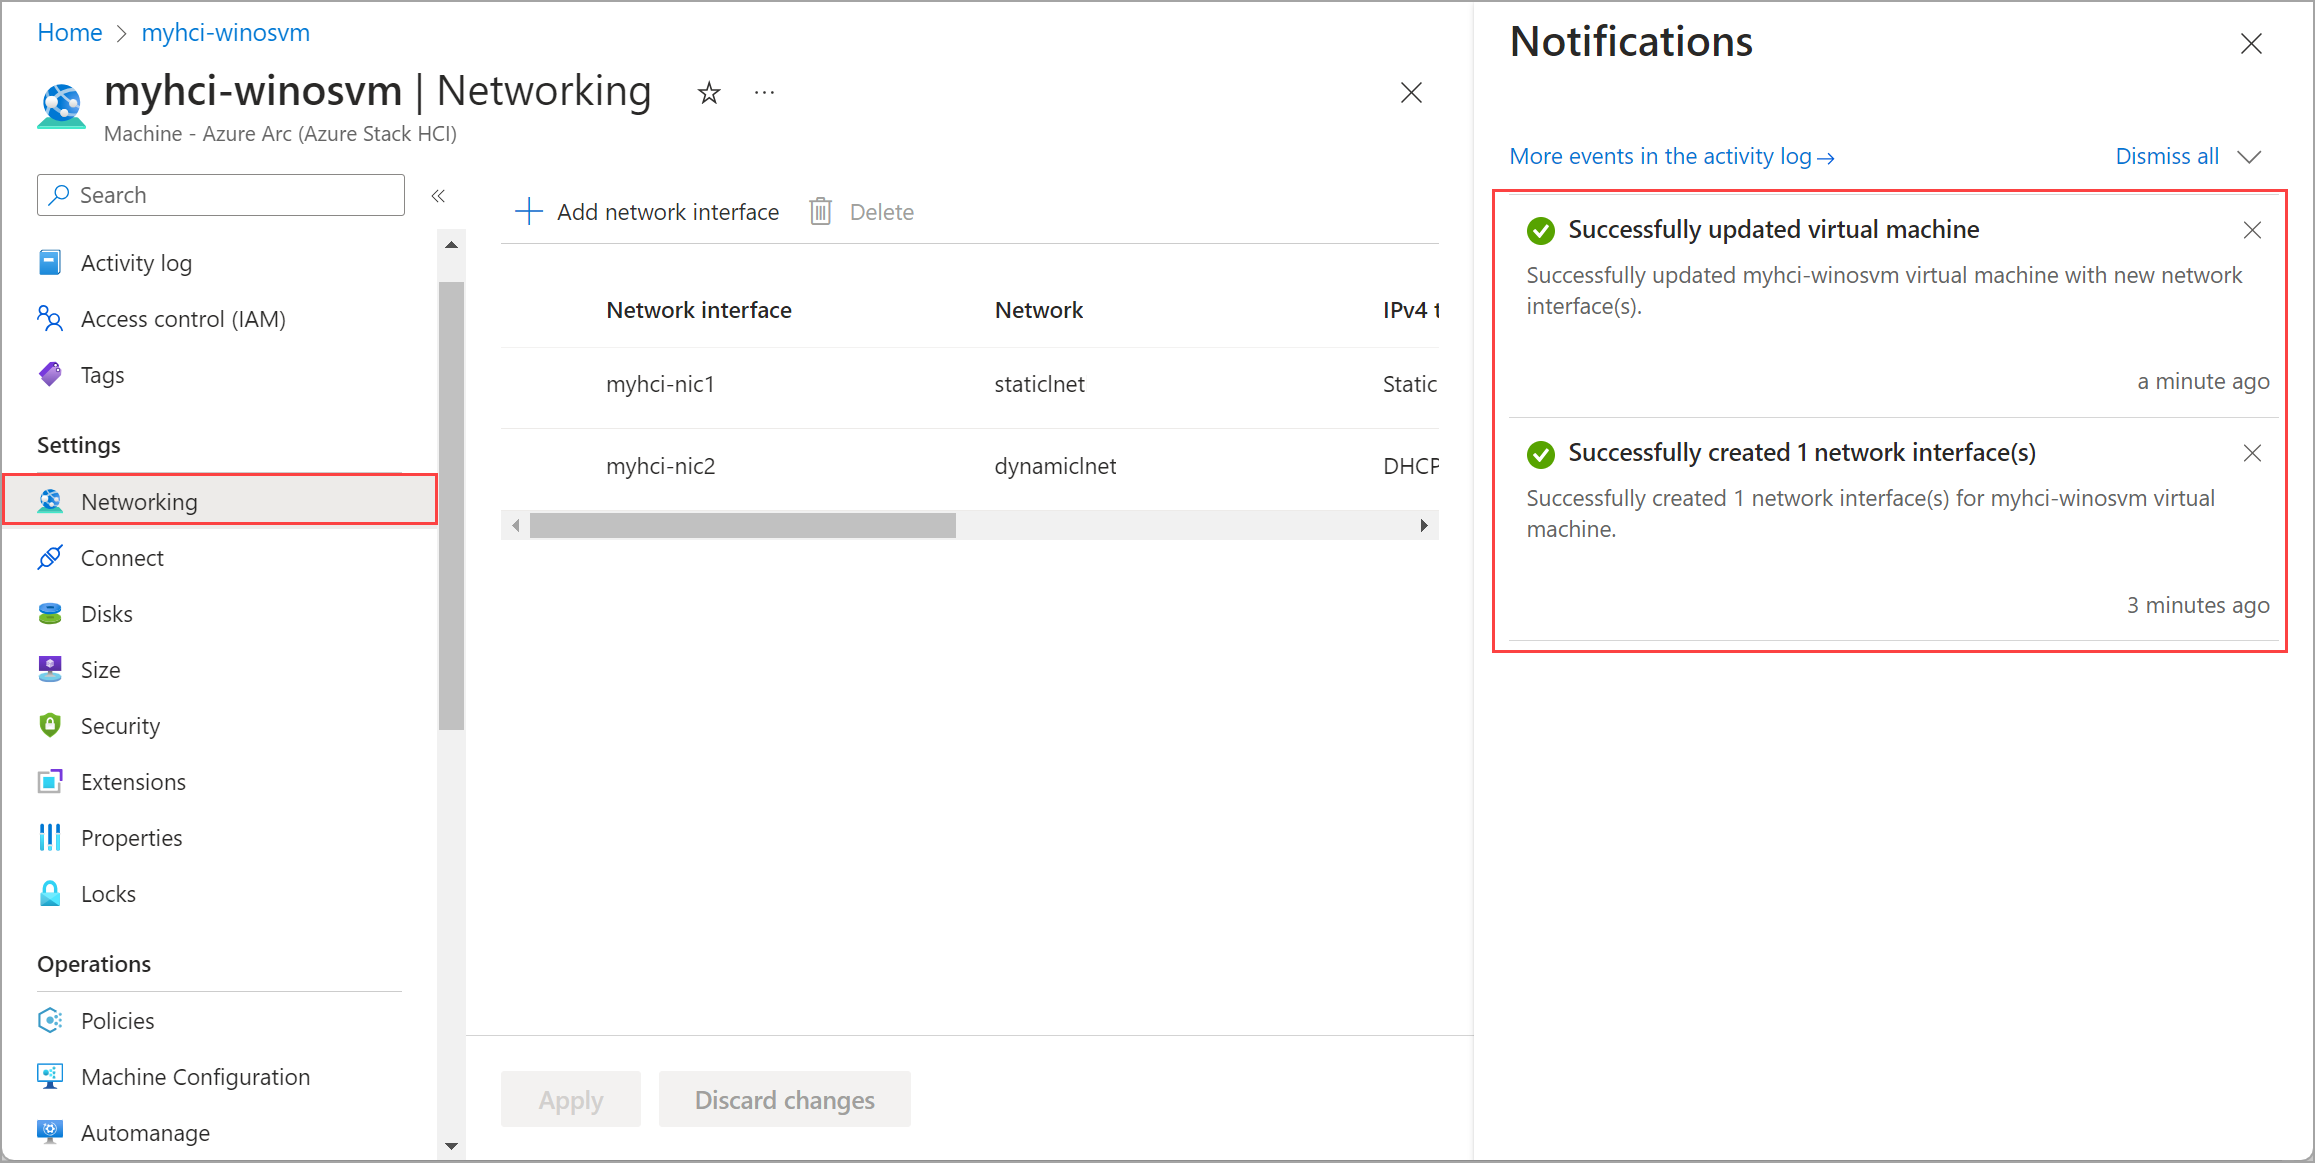 Home > myhci-winosvm
myhci-winosvm | Networking
Machine - Azure Arc (Azure Stack HCI)
Search
Activity log
Access control (IAM)
Tags
Settings
Networking
Connect
Disks
Size
Security
Extensions
Properties
Locks
Operations
Policies
Machine Configuration
Automanage
Add network interface Delete
Network interface Network IPv4 t
myhci-nic1 staticlnet Static
myhci-nic2 dynamiclnet DHCP
Apply Discard changes
Notifications
More events in the activity log → Dismiss all
Successfully updated virtual machine
Successfully updated myhci-winosvm virtual machine with new network
interface(s).
a minute ago
Successfully created 1 network interface(s)
Successfully created 1 network interface(s) for myhci-winosvm virtual
machine.
3 minutes ago